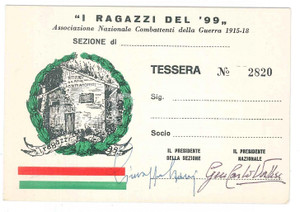 "I RAGAZZI DEL '99„
Associazione Nazionale Combattenti della Guerra 1915-18
SEZIONE di
TESSERA No 2820
Sig.
Socio
IL PRESIDENTE DELLA SEZIONE
IL PRESIDENTE NAZIONALE